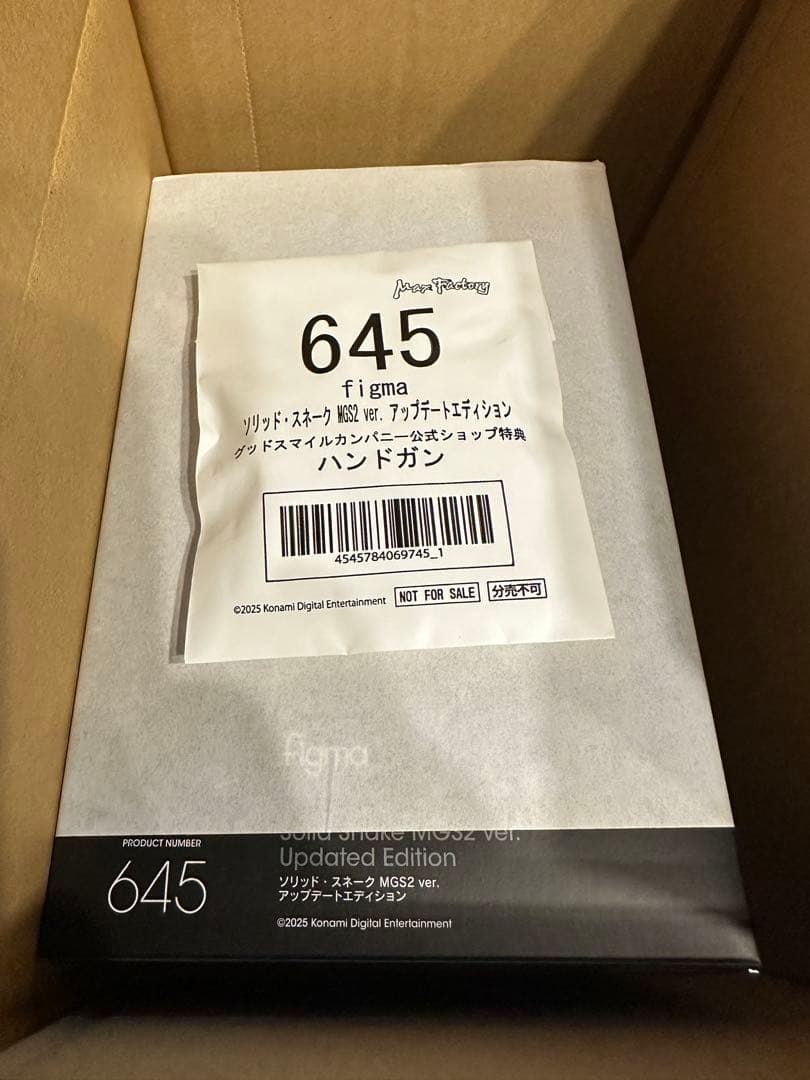 Max Factory
645
figma
ソリッド・スネーク MGS2 ver. アップデートエディション
グッドスマイルカンパニー公式ショップ特典
ハンドガン
4545784069745_1
©2025 Konami Digital Entertainment NOT FOR SALE 分売不可
figma
PRODUCT NUMBER
645
Solid Snake MGS2 ver.
Updated Edition
ソリッド・スネーク MGS2 ver.
アップデートエディション
©2025 Konami Digital Entertainment